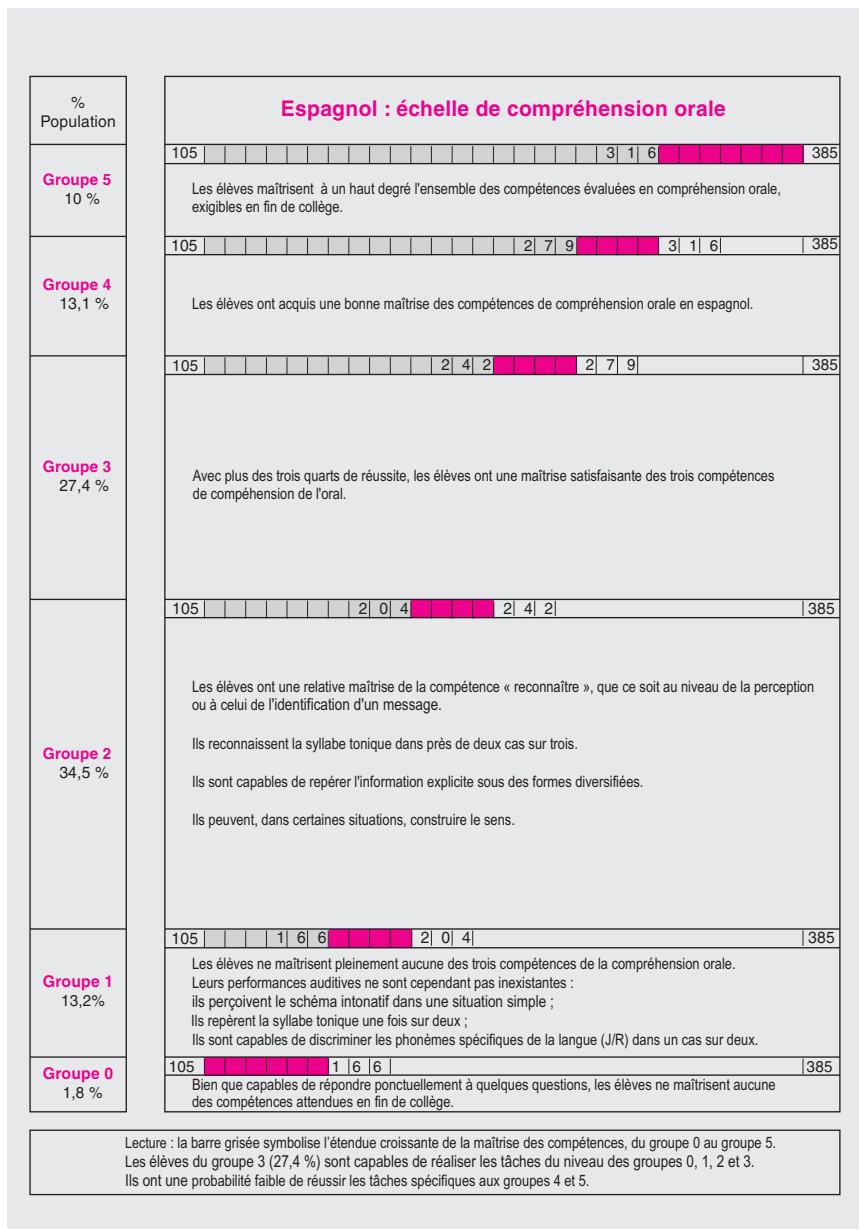 %
Population
Espagnol : échelle de compréhension orale
105 316 385
Groupe 5
10 %
Les élèves maîtrisent à un haut degré l'ensemble des compétences évaluées en compréhension orale,
exigibles en fin de collège.
105 279 316 385
Groupe 4
13,1 %
Les élèves ont acquis une bonne maîtrise des compétences de compréhension orale en espagnol.
105 242 279 385
Groupe 3
27,4 %
Avec plus des trois quarts de réussite, les élèves ont une maîtrise satisfaisante des trois compétences
de compéhension de l'oral.
105 204 242 385
Groupe 2
34,5 %
Les élèves ont une relative maîtrise de la compétence « reconnaître », que ce soit au niveau de la perception
ou à celui de l'identification d'un message.
Ils reconnaissent la syllabe tonique dans près de deux cas sur trois.
Ils sont capables de repérer l'information explicite sous des formes diversifiées.
Ils peuvent, dans certaines situations, construire le sens.
105 166 204 385
Groupe 1
13,2%
Les élèves ne maîtrisent pleinement aucune des trois compétences de la compréhension orale.
Leurs performances auditives ne sont cependant pas inexistantes :
ils perçoivent le schéma intonatif dans une situation simple ;
Ils repèrent la syllabe tonique une fois sur deux ;
Ils sont capables de discriminer les phonèmes spécifiques de la langue (J/R) dans un cas sur deux.
105 166 385
Groupe 0
1,8 %
Bien que capables de répondre ponctuellement à quelques questions, les élèves ne maîtrisent aucune
des compétences attendues en fin de collège.
Lecture : la barre grisée symbolise l'étendue croissante de la maîtrise des compétences, du groupe 0 au groupe 5.
Les élèves du groupe 3 (27,4 %) sont capables de réaliser les tâches du niveau des groupes 0, 1, 2 et 3.
Ils ont une probabilité faible de réussir les tâches spécifiques aux groupes 4 et 5.